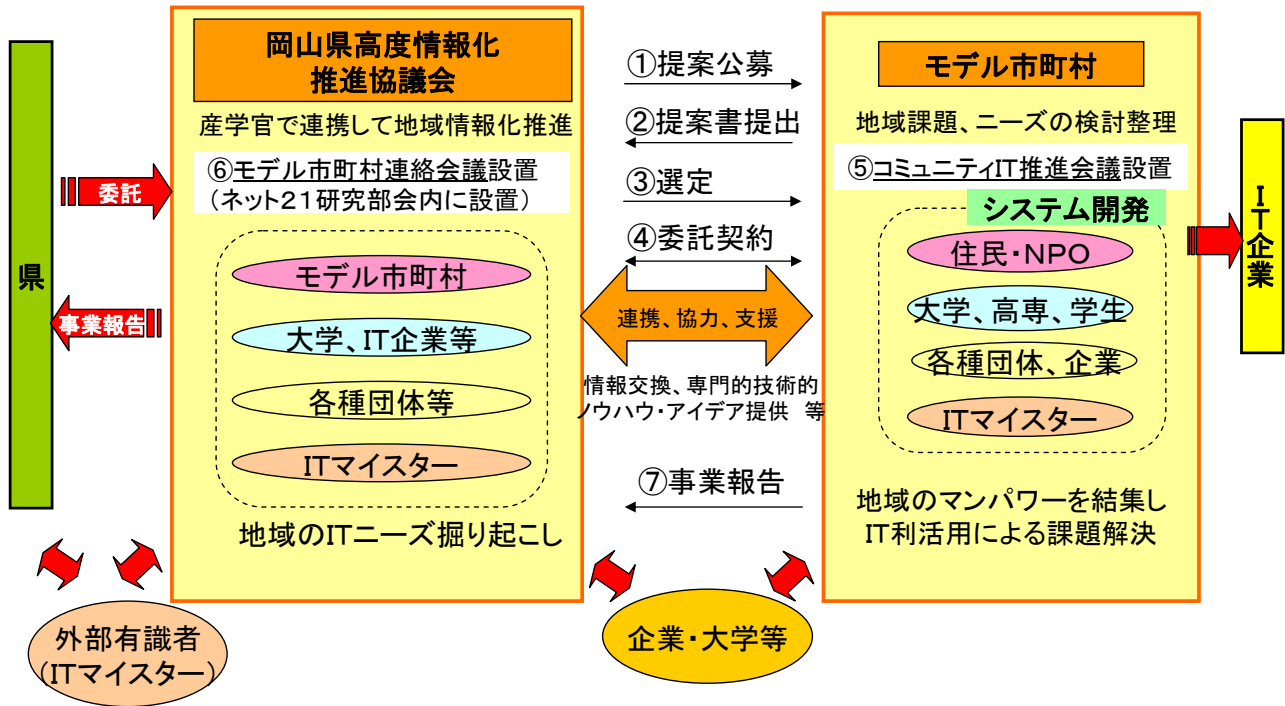 県
委託
事業報告
外部有識者
(ITマイスター)
岡山県高度情報化
推進協議会
産学官で連携して地域情報化推進
⑥モデル市町村連絡会議設置
(ネット21研究部会内に設置)
モデル市町村
大学、IT企業等
各種団体等
ITマイスター
地域のITニーズ掘り起こし
①提案公募
②提案書提出
③選定
④委託契約
連携、協力、支援
情報交換、専門的技術的
ノウハウ・アイデア提供 等
⑦事業報告
企業・大学等
モデル市町村
地域課題、ニーズの検討整理
⑤コミュニティIT推進会議設置
システム開発
住民・NPO
大学、高専、学生
各種団体、企業
ITマイスター
地域のマンパワーを結集し
IT利活用による課題解決
IT企業